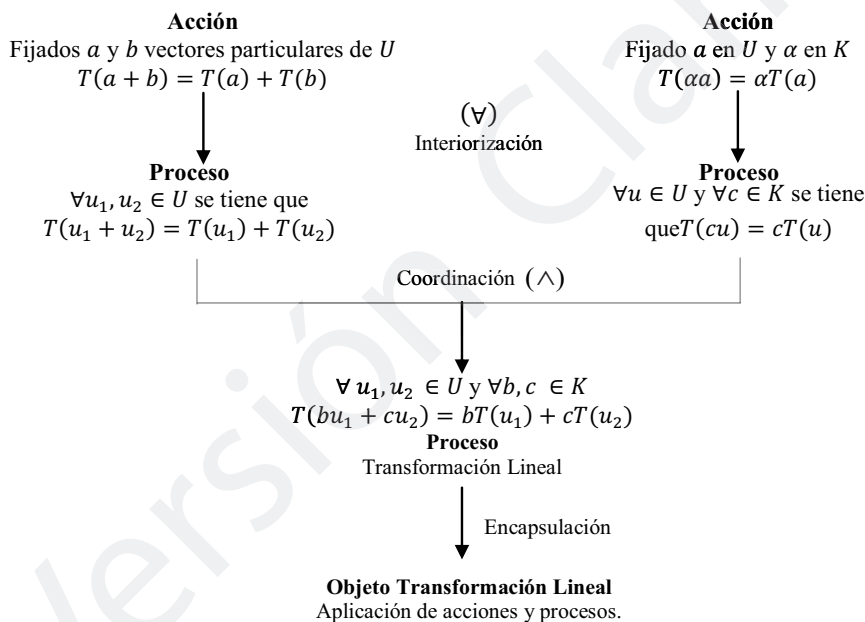 Acción
Fijados a y b vectores particulares de U
T(a + b) = T(a) + T(b)
Acción
Fijado a en U y α en K
T(αa) = αT(a)
(∀)
Interiorización
Proceso
∀u₁, u₂ ∈ U se tiene que
T(u₁ + u₂) = T(u₁) + T(u₂)
Proceso
∀u ∈ U y ∀c ∈ K se tiene
queT(cu) = cT(u)
Coordinación (∧)
∀ u₁, u₂ ∈ U y ∀b, c ∈ K
T(bu₁ + cu₂) = bT(u₁) + cT(u₂)
Proceso
Transformación Lineal
Encapsulación
Objeto Transformación Lineal
Aplicación de acciones y procesos.
Versión Clam